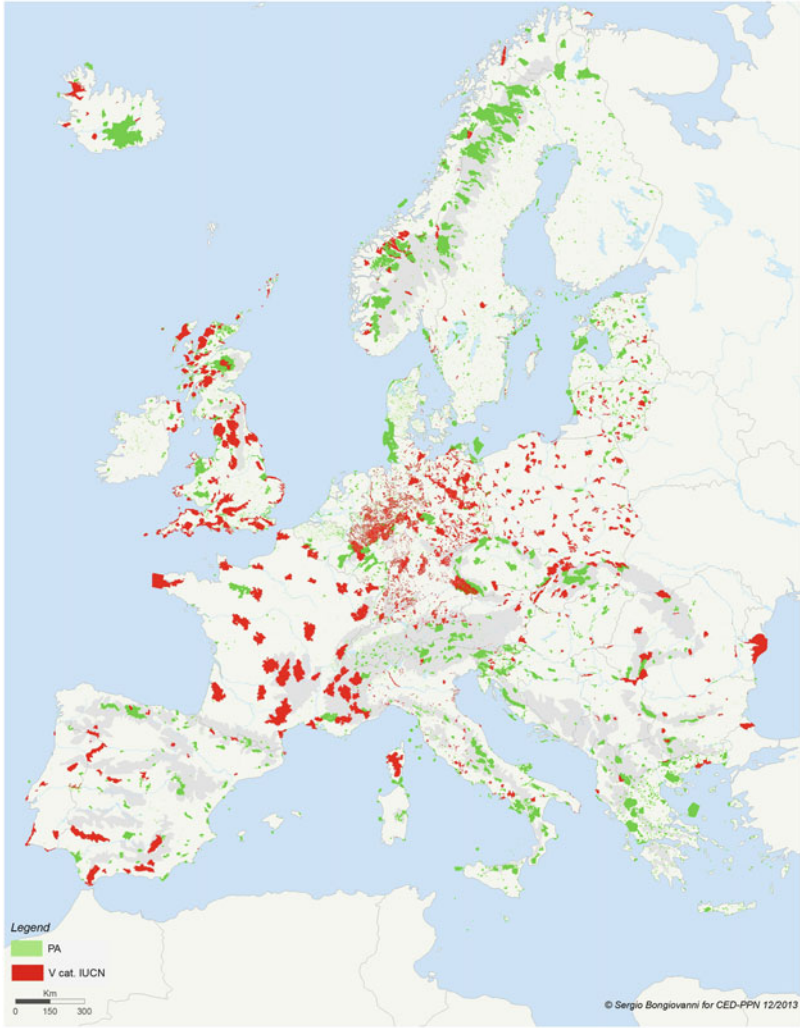 Legend
PA
V cat. IUCN
Km
0 150 300
© Sergio Bongiovanni for CED-PPN 12/2013